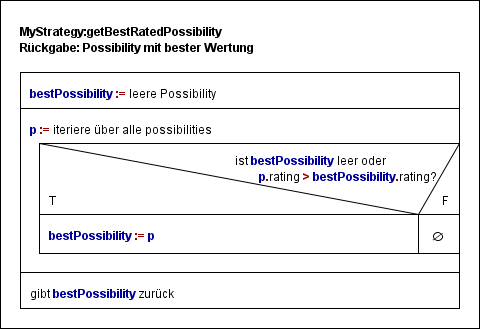 MyStrategy:getBestRatedPossibility
Rückgabe: Possibility mit bester Wertung
bestPossibility := leere Possibility
p := iteriere über alle possibilities
ist bestPossibility leer oder
p.rating > bestPossibility.rating?
T F
bestPossibility := p ∅
gibt bestPossibility zurück